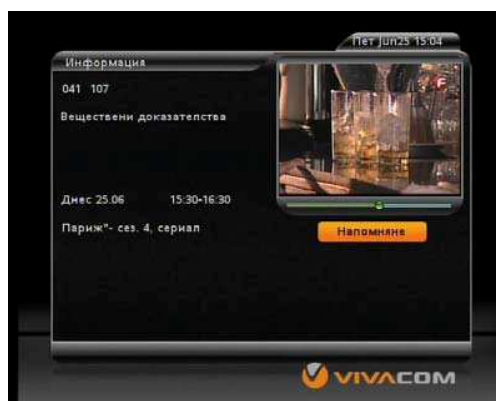 Пет Jun25 15:04
Информация
041 107
Веществени доказателства
Днес 25.06 15:30-16:30
Париж"- сез. 4, сериал
Напомняне
F
VIVACOM